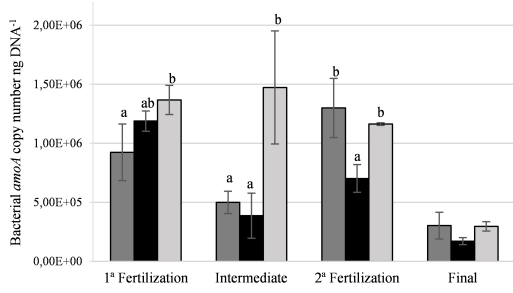 Bacterial amoA copy number ng DNA⁻¹
2,00E+06
1,50E+06
1,00E+06
5,00E+05
0,00E+00
a
ab
b
a
a
b
b
a
b
1ª Fertilization
Intermediate
2ª Fertilization
Final